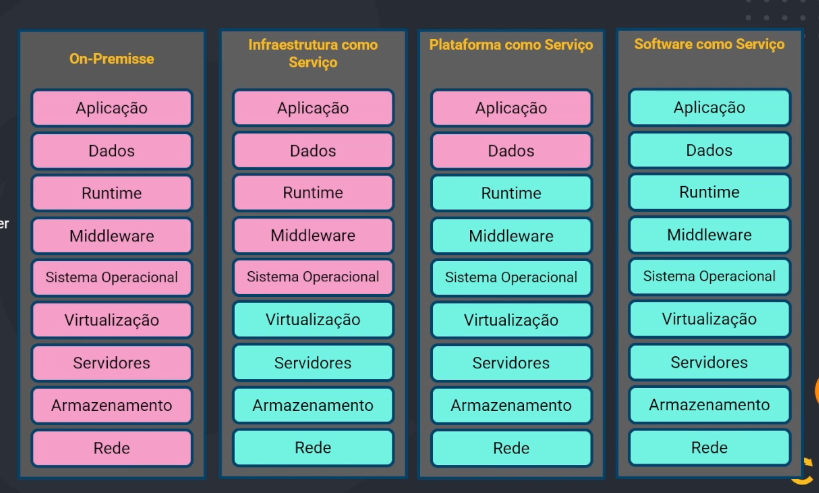 On-Premisse
Aplicação
Dados
Runtime
Middleware
Sistema Operacional
Virtualização
Servidores
Armazenamento
Rede
Infraestrutura como
Serviço
Aplicação
Dados
Runtime
Middleware
Sistema Operacional
Virtualização
Servidores
Armazenamento
Rede
Plataforma como Serviço
Aplicação
Dados
Runtime
Middleware
Sistema Operacional
Virtualização
Servidores
Armazenamento
Rede
Software como Serviço
Aplicação
Dados
Runtime
Middleware
Sistema Operacional
Virtualização
Servidores
Armazenamento
Rede